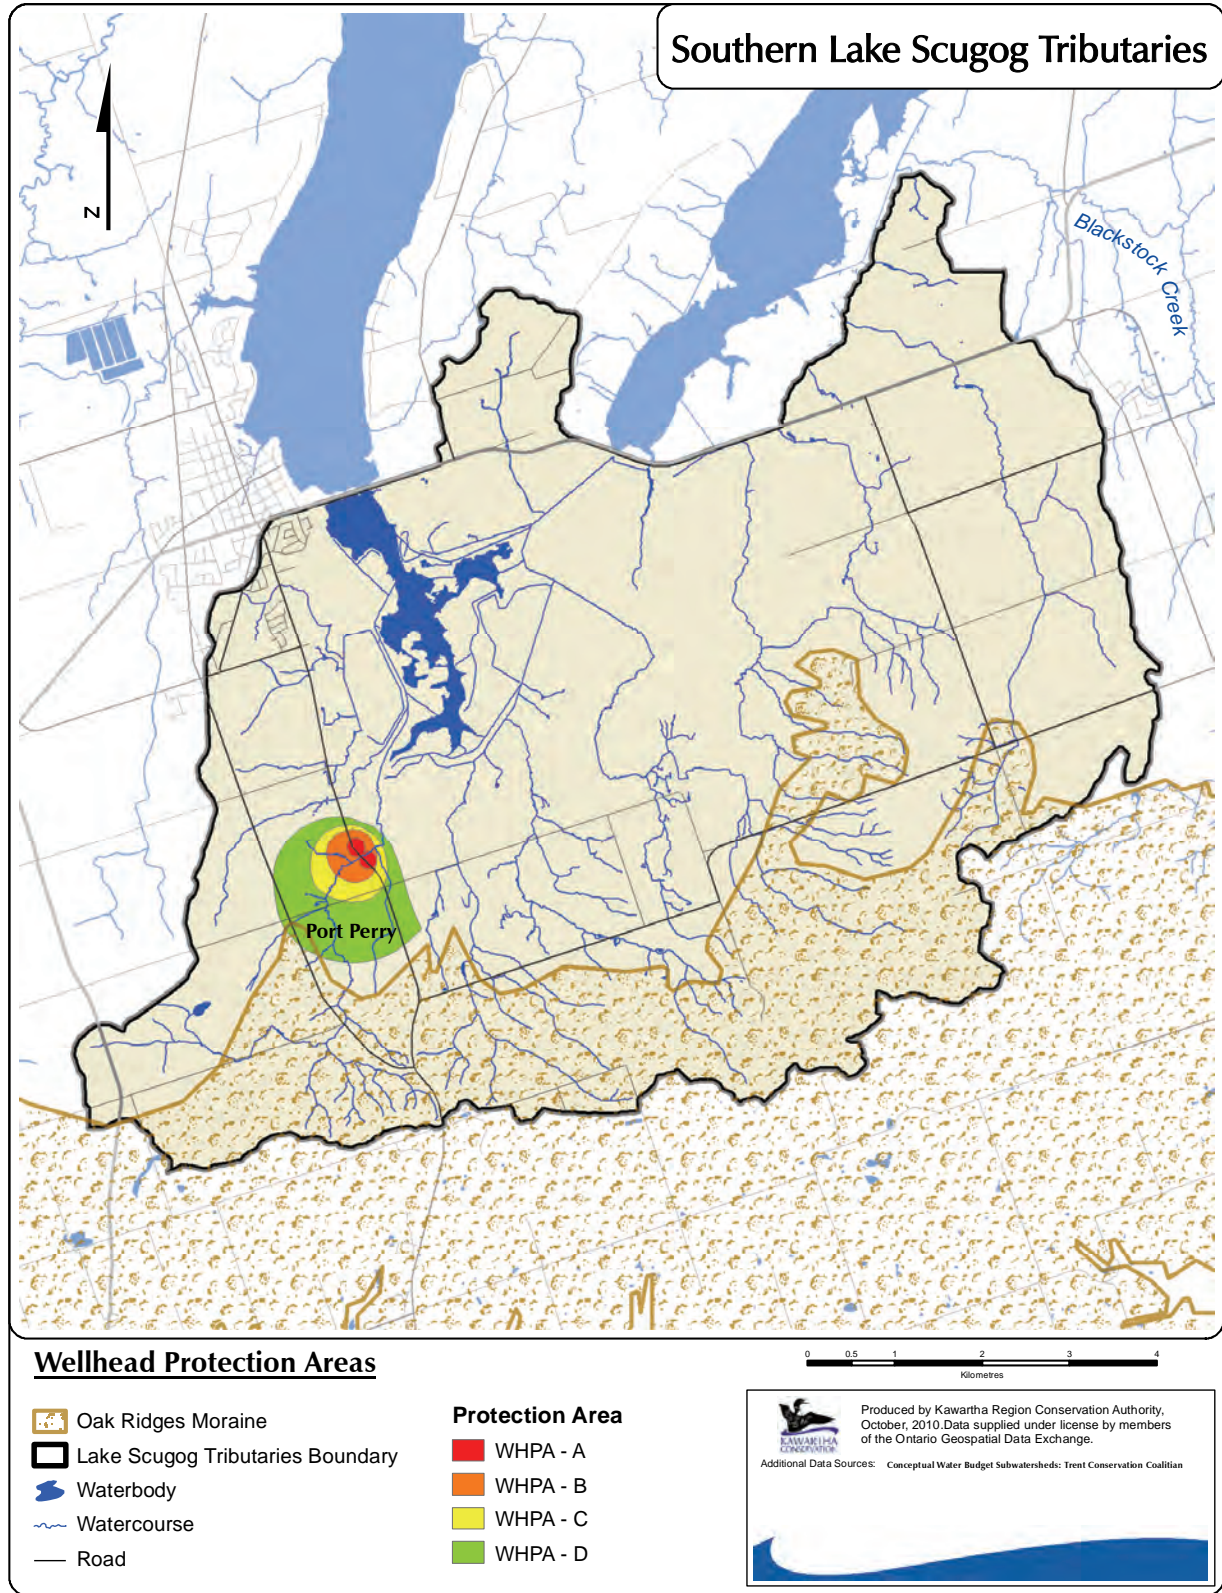 Southern Lake Scugog Tributaries
N
Blackstock Creek
Port Perry
Wellhead Protection Areas
Oak Ridges Moraine
Lake Scugog Tributaries Boundary
Waterbody
Watercourse
Road
Protection Area
WHPA - A
WHPA - B
WHPA - C
WHPA - D
0 0.5 1 2 3 4
Kilometres
KAWARTHA
CONSERVATION
Produced by Kawartha Region Conservation Authority,
October, 2010.Data supplied under license by members
of the Ontario Geospatial Data Exchange.
Additional Data Sources: Conceptual Water Budget Subwatersheds: Trent Conservation Coalitian